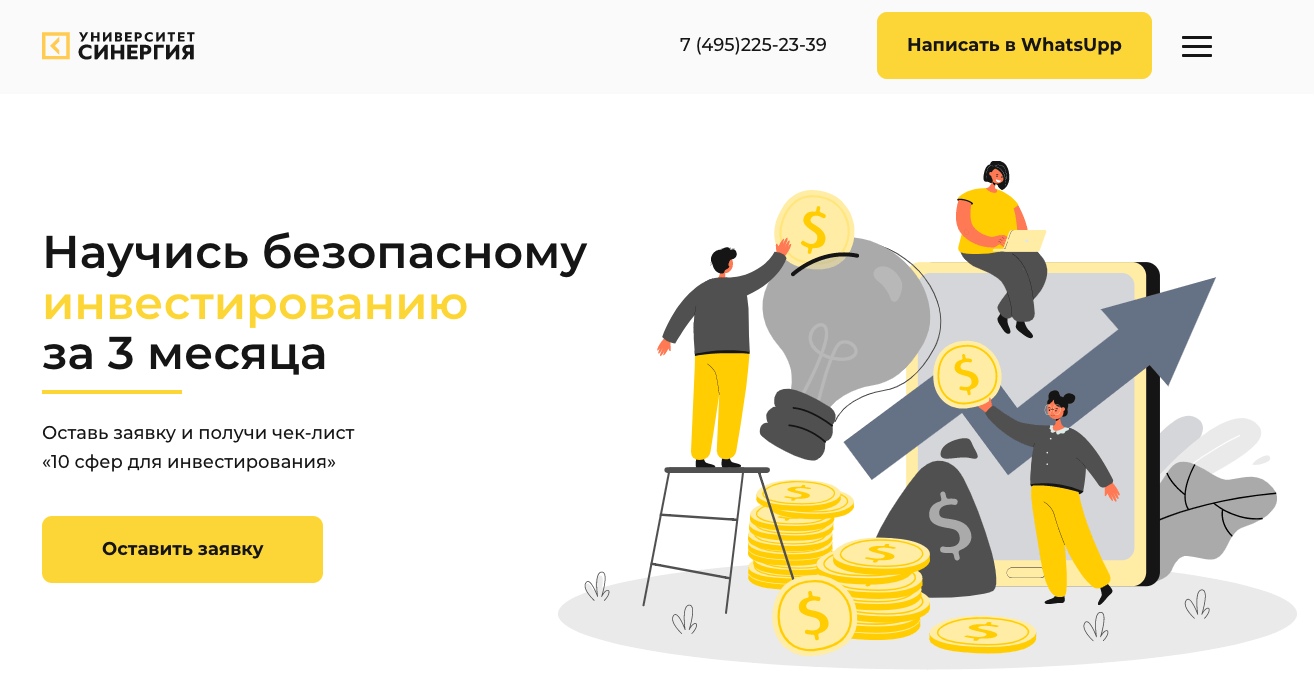 УНИВЕРСИТЕТ
СИНЕРГИЯ
7 (495)225-23-39
Написать в WhatsUpp
Научись безопасному
инвестированию
за 3 месяца
Оставь заявку и получи чек-лист
«10 сфер для инвестирования»
Оставить заявку
$
$
$
$
$
$
$